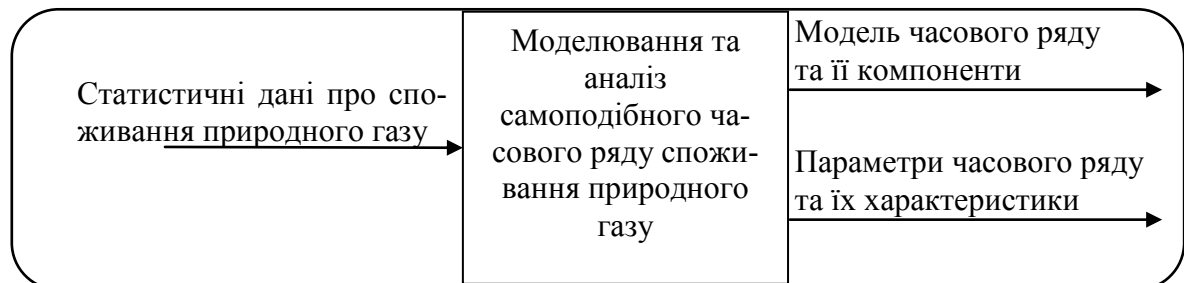 Статистичні дані про спо-
живання природного газу
Моделювання та
аналіз
самоподібного ча-
сового ряду спожи-
вання природного
газу
Модель часового ряду
та її компоненти
Параметри часового ряду
та їх характеристики